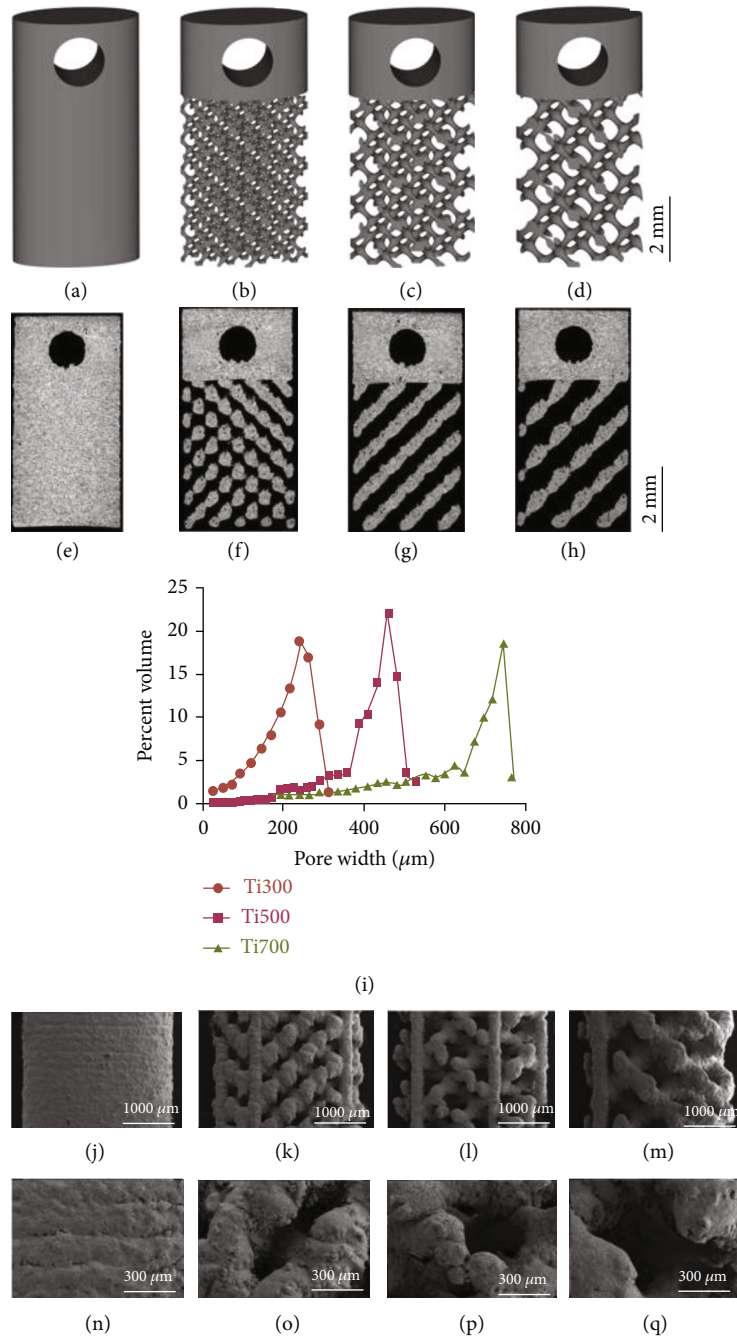 2 mm
(a)
(b)
(c)
(d)
2 mm
(e)
(f)
(g)
(h)
25
20
15
10
5
0
Percent volume
0
200
400
600
800
Pore width (μm)
Ti300
Ti500
Ti700
(i)
1000 μm
1000 μm
1000 μm
1000 μm
(j)
(k)
(l)
(m)
300 μm
300 μm
300 μm
300 μm
(n)
(o)
(p)
(q)